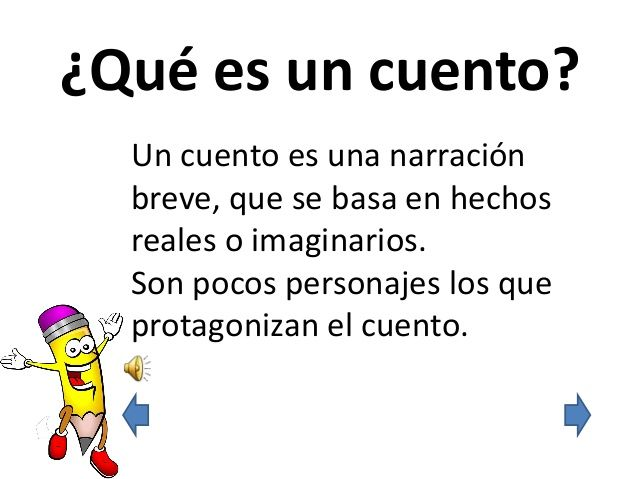 ¿Qué es un cuento?
Un cuento es una narración
breve, que se basa en hechos
reales o imaginarios.
Son pocos personajes los que
protagonizan el cuento.